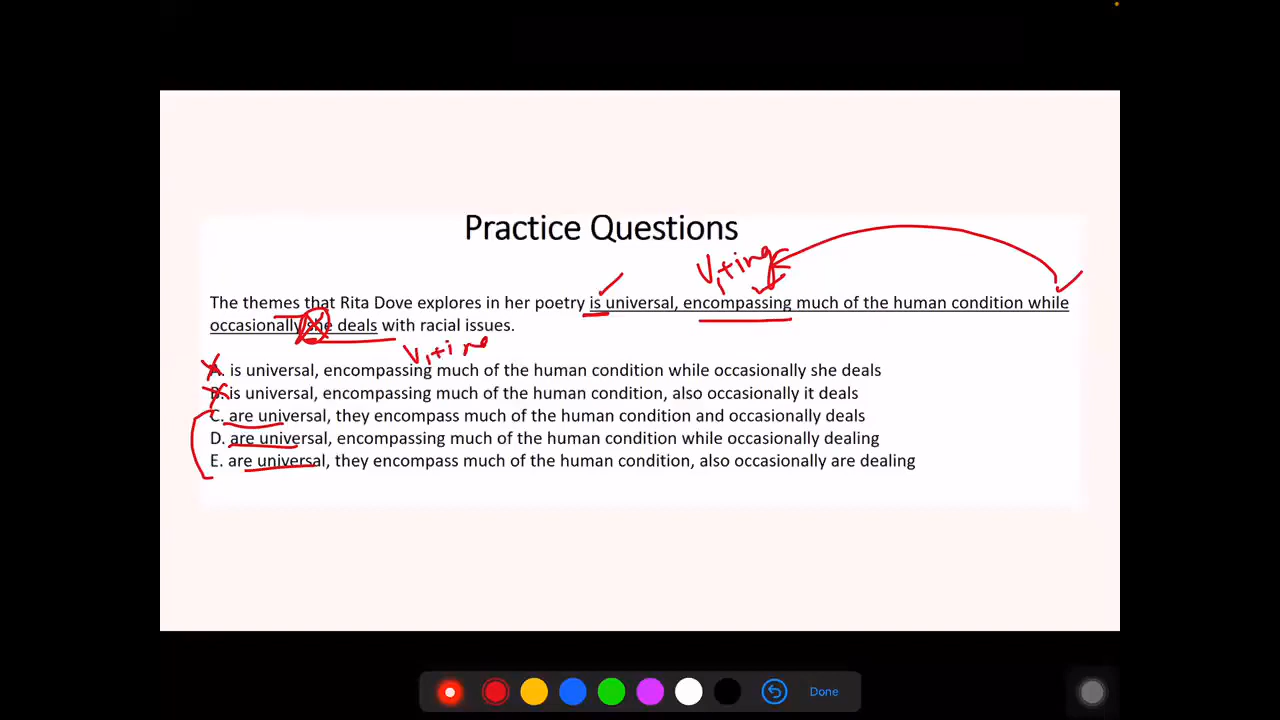 Practice Questions
V1+ing
The themes that Rita Dove explores in her poetry is universal, encompassing much of the human condition while
occasionally she deals with racial issues.
V1+ing
A. is universal, encompassing much of the human condition while occasionally she deals
B. is universal, encompassing much of the human condition, also occasionally it deals
C. are universal, they encompass much of the human condition and occasionally deals
D. are universal, encompassing much of the human condition while occasionally dealing
E. are universal, they encompass much of the human condition, also occasionally are dealing
Done